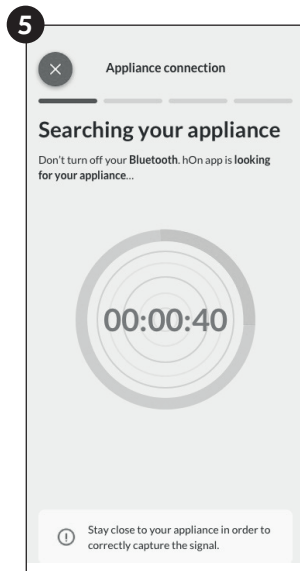 5
Appliance connection
Searching your appliance
Don't turn off your Bluetooth. hOn app is looking
for your appliance...
00:00:40
Stay close to your appliance in order to
correctly capture the signal.